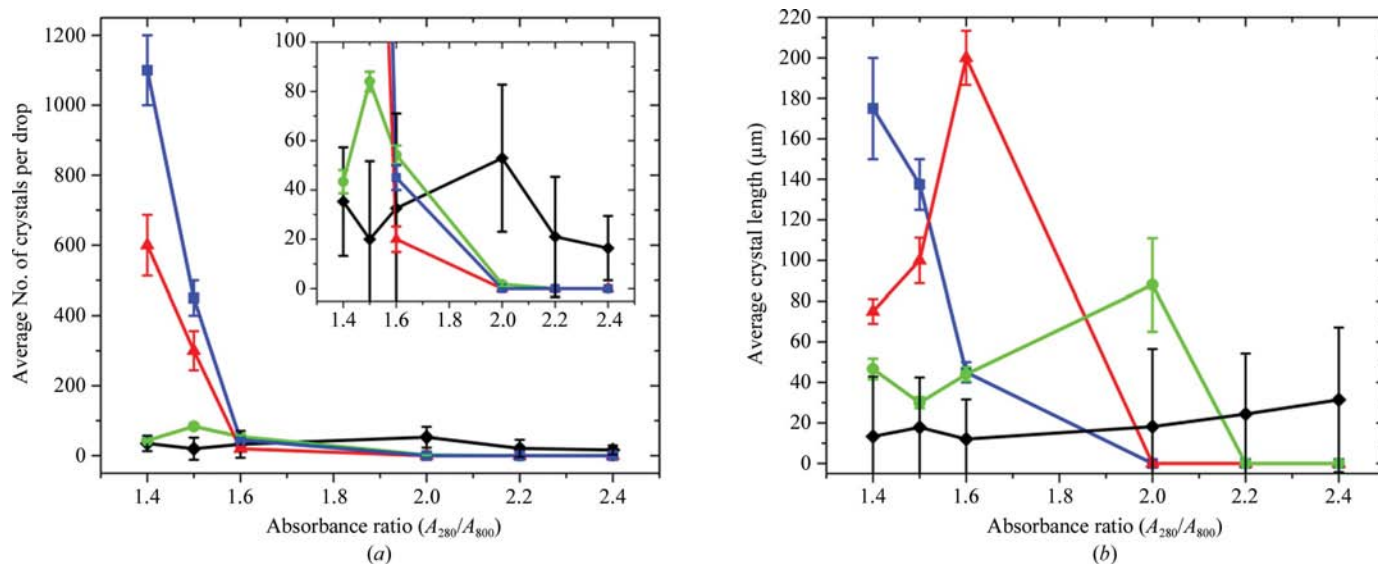 Average No. of crystals per drop
1200
1000
800
600
400
200
0
1.4 1.6 1.8 2.0 2.2 2.4
Absorbance ratio (A280/A800)
(a)
100
80
60
40
20
0
1.4 1.6 1.8 2.0 2.2 2.4
Average crystal length (µm)
220
200
180
160
140
120
100
80
60
40
20
0
1.4 1.6 1.8 2.0 2.2 2.4
Absorbance ratio (A280/A800)
(b)